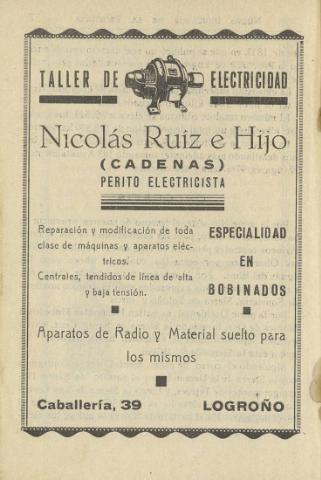 TALLER DE ELECTRICIDAD
Nicolás Ruíz e Hijo
(CADENAS)
PERITO ELECTRICISTA
Reparación y modificación de toda
clase de máquinas y aparatos eléc-
tricos.
Centrales, tendidos de línea de alta
y baja tensión.
ESPECIALIDAD
EN
BOBINADOS
Aparatos de Radio y Material suelto para
los mismos
Caballería, 39 LOGROÑO